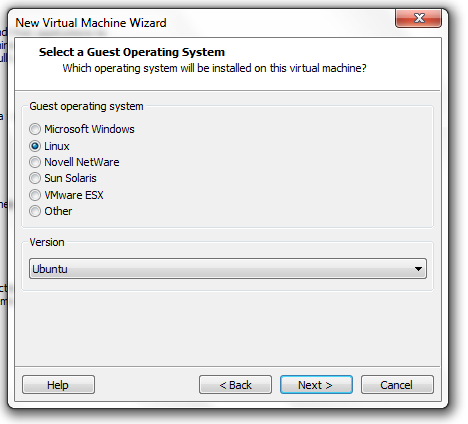 New Virtual Machine Wizard
Select a Guest Operating System
Which operating system will be installed on this virtual machine?
Guest operating system
Microsoft Windows
Linux
Novell NetWare
Sun Solaris
VMware ESX
Other
Version
Ubuntu
Help
< Back
Next >
Cancel